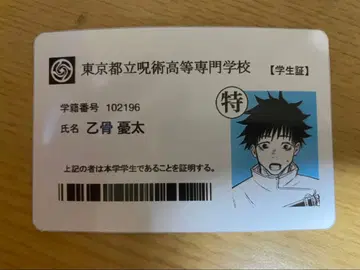 東京都立呪術高等専門学校 【学生証】
学籍番号 102196
特
氏名 乙骨 憂太
上記の者は本学学生であることを証明する。